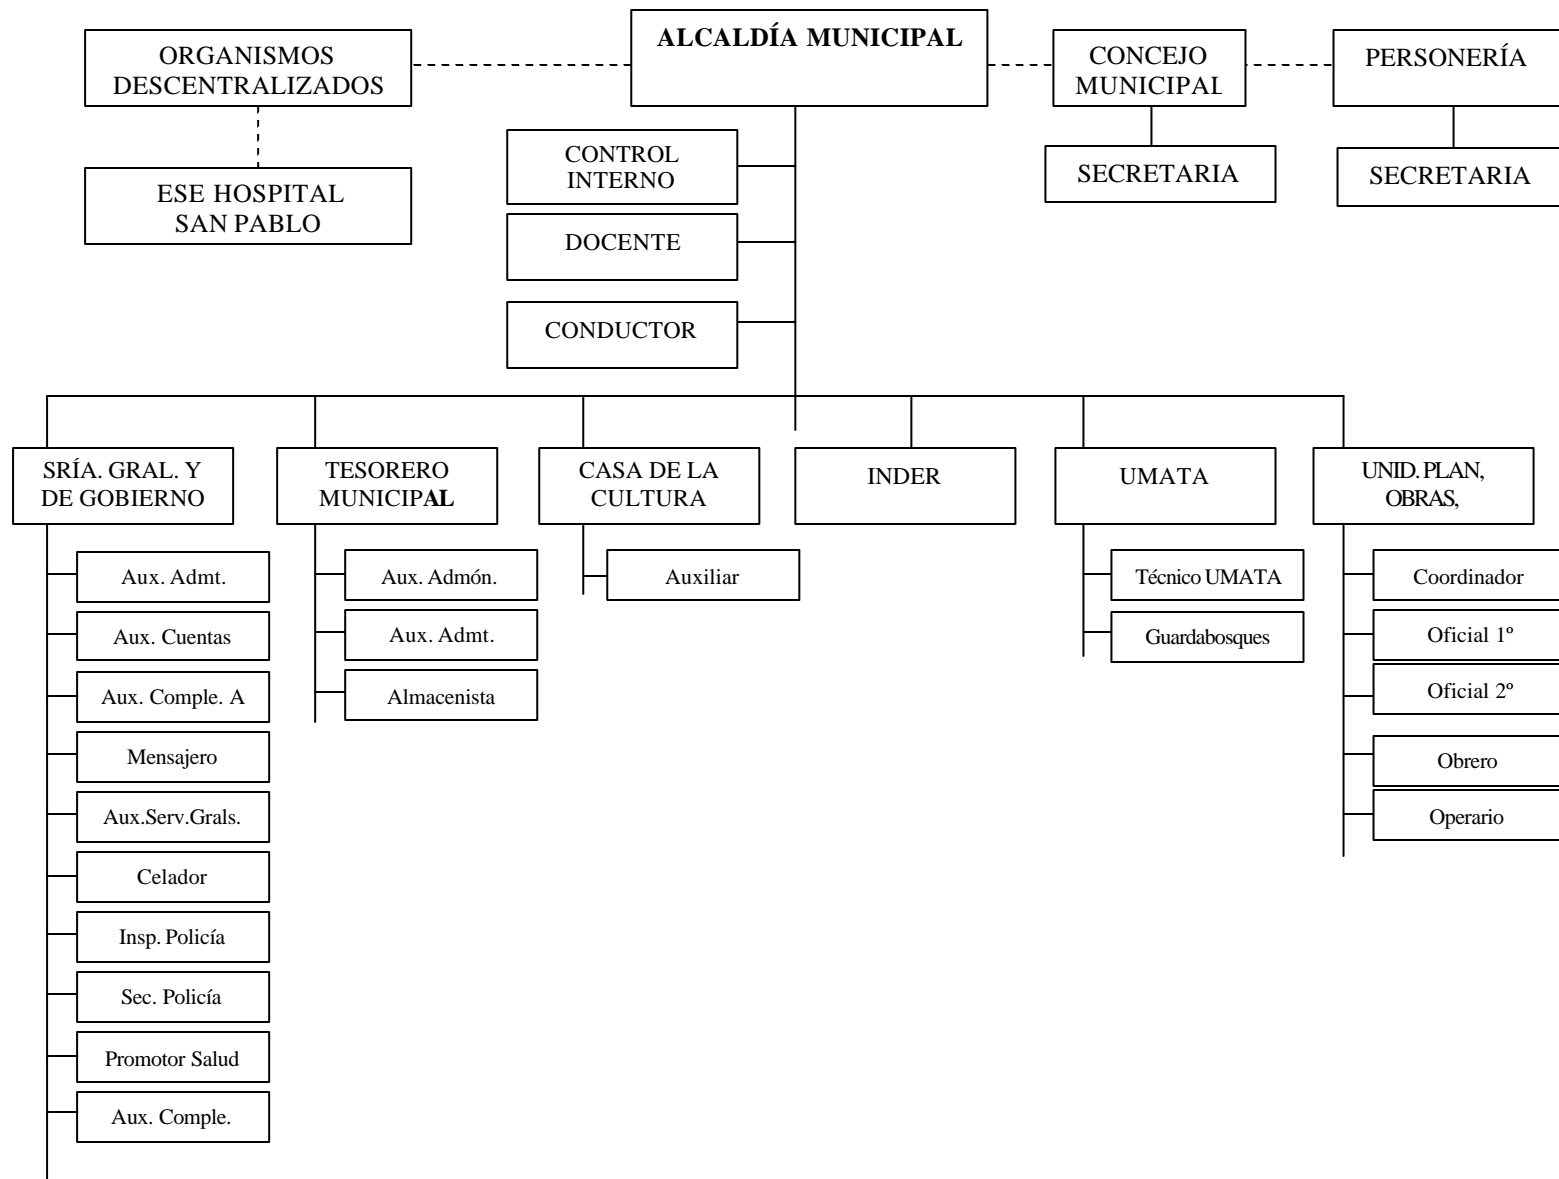 ALCALDÍA MUNICIPAL
ORGANISMOS
DESCENTRALIZADOS
CONCEJO
MUNICIPAL
PERSONERÍA
ESE HOSPITAL
SAN PABLO
CONTROL
INTERNO
SECRETARIA
SECRETARIA
DOCENTE
CONDUCTOR
SRÍA. GRAL. Y
DE GOBIERNO
TESORERO
MUNICIPAL
CASA DE LA
CULTURA
INDER
UMATA
UNID. PLAN,
OBRAS,
Aux. Admt.
Aux. Cuentas
Aux. Comple. A
Mensajero
Aux.Serv.Grals.
Celador
Insp. Policía
Sec. Policía
Promotor Salud
Aux. Comple.
Aux. Admón.
Aux. Admt.
Almacenista
Auxiliar
Técnico UMATA
Guardabosques
Coordinador
Oficial 1º
Oficial 2º
Obrero
Operario